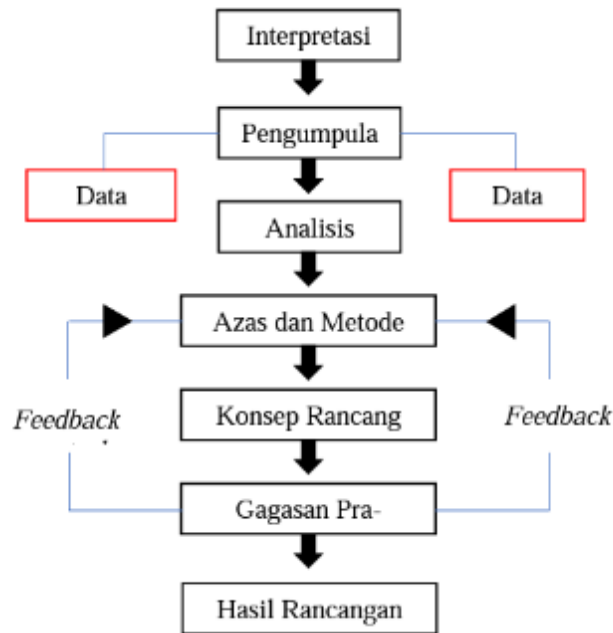 Interpretasi
Pengumpula
Data
Data
Analisis
Azas dan Metode
Feedback
Konsep Rancang
Feedback
Gagasan Pra-
Hasil Rancangan